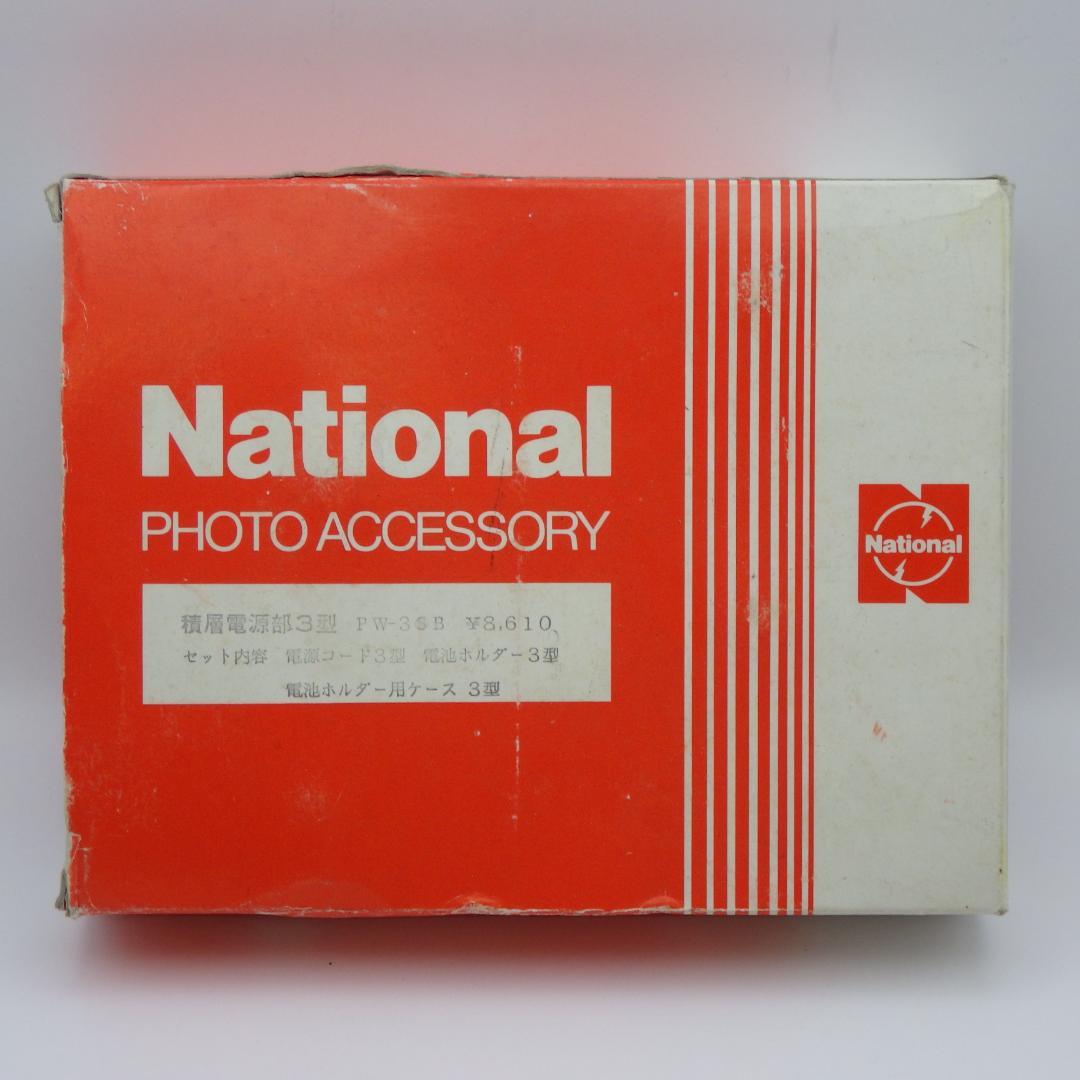 National
PHOTO ACCESSORY
積層電源部3型 PW-36B ¥8,610
セット内容 電源コード3型 電池ホルダー3型
電池ホルダー用ケース 3型
National